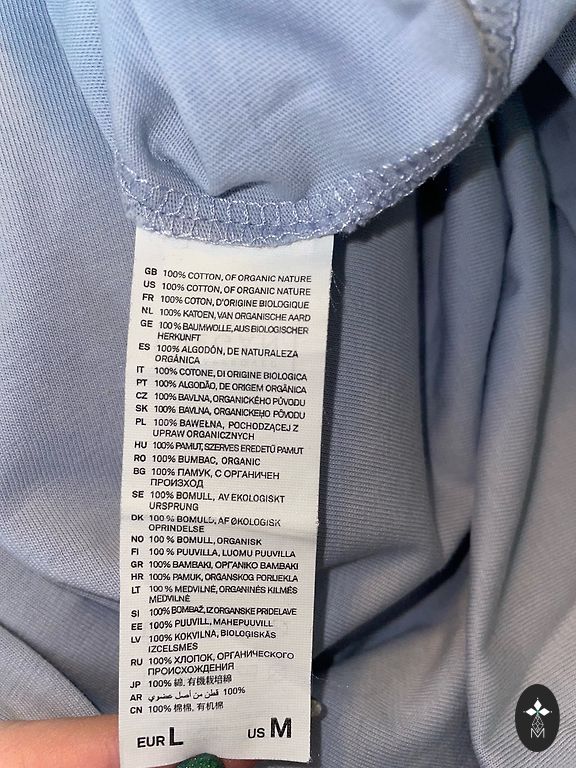 GB 100% COTTON, OF ORGANIC NATURE
US 100% COTTON, OF ORGANIC NATURE
FR 100% COTON, D'ORIGINE BIOLOGIQUE
NL 100% KATOEN, VAN ORGANISCHE AARD
GE 100% BAUMWOLLE, AUS BIOLOGISCHER
HERKUNFT
ES 100% ALGODÓN, DE NATURALEZA
ORGÁNICA
IT 100% COTONE, DI ORIGINE BIOLOGICA
PT 100% ALGODÃO, DE ORIGEM ORGÂNICA
CZ 100% BAVLNA, ORGANICKÉHO PŮVODU
SK 100% BAVLNA, ORGANICKEHO PÔVODU
PL 100% BAWEŁNA, POCHODZĄCEJ Z
UPRAW ORGANICZNYCH
HU 100% PAMUT, SZERVES EREDETŰ PAMUT
RO 100% BUMBAC, ORGANIC
BG 100% ПАМУК, С ОРГАНИЧЕН
ПРОИЗХОД
SE 100% BOMULL, AV EKOLOGISKT
URSPRUNG
DK 100% BOMULD, AF ØKOLOGISK
OPRINDELSE
NO 100% BOMULL, ORGANISK
FI 100% PUUVILLA, LUOMU PUUVILLA
GR 100% BAMBAKI, ΟΡΓΑΝΙΚΟ ΒΑΜΒΑΚΙ
HR 100% PAMUK, ORGANSKOG PORIJEKLA
LT 100% MEDVILNĖ, ORGANINĖS KILMĖS
MEDVILNĖ
SI 100% BOMBAŽ, IZ ORGANSKE PRIDELAVE
EE 100% PUUVILL, MAHEPUUVILL
LV 100% KOKVILNA, BIOLOĢISKĀS
IZCELSMES
RU 100% ХЛОПОК, ОРГАНИЧЕСКОГО
ПРОИСХОЖДЕНИЯ
JP 100% 綿, 有機栽培綿
AR 100% قطن من أصل عضوي
CN 100% 棉棉, 有机棉
EUR L US M
M